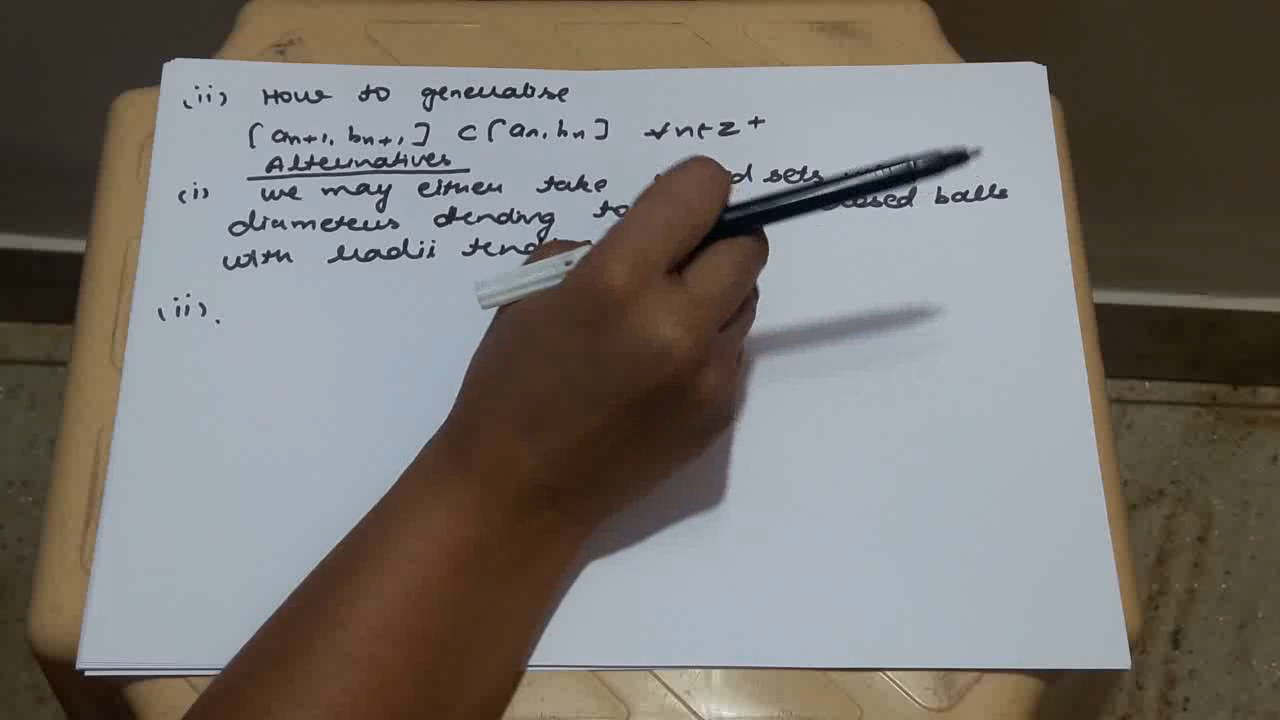 (ii) How to generalise
[an+1, bn+1] ⊂ [an, bn] ∀n∈Z+
Alternatives
(i) we may either take sets
diameters tending to closed balls
with radii
(ii).